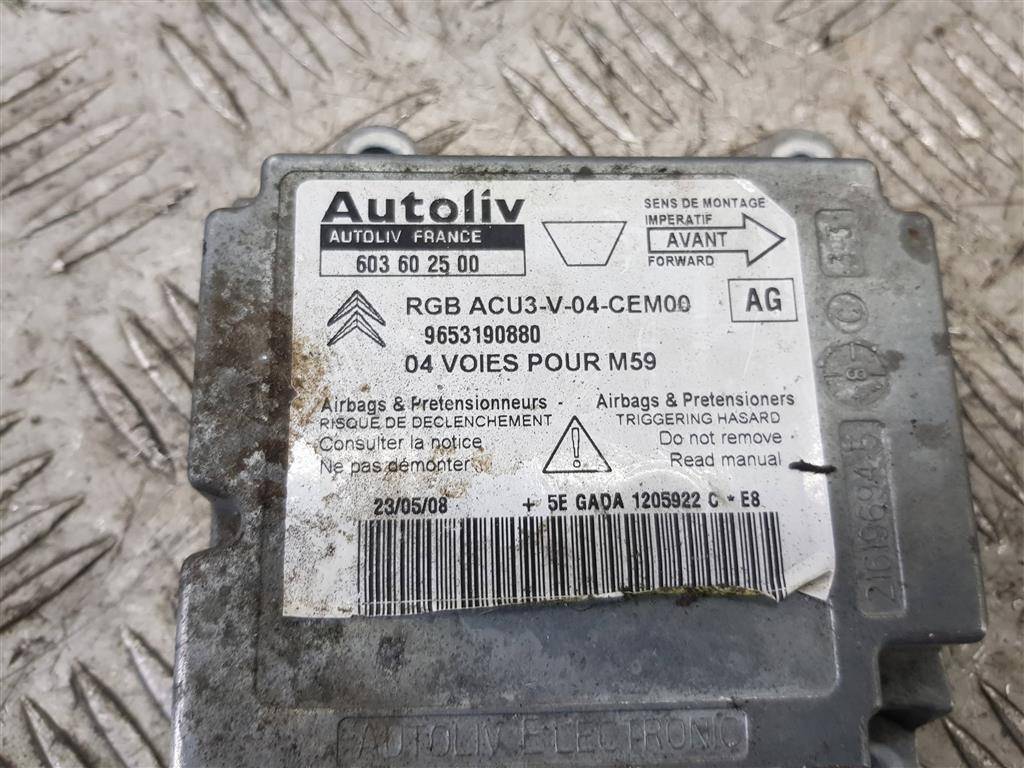 Autoliv
AUTOLIV FRANCE
603 60 25 00
SENS DE MONTAGE
IMPERATIF
AVANT
FORWARD
RGB ACU3-V-04-CEM00
AG
9653190880
04 VOIES POUR M59
Airbags & Pretensionneurs
RISQUE DE DECLENCHEMENT
Consulter la notice
Ne pas démonter
Airbags & Pretensioners
TRIGGERING HASARD
Do not remove
Read manual
23/05/08 + 5E GADA 1205922 C * E8
AUTOLIV ELECTRONIC